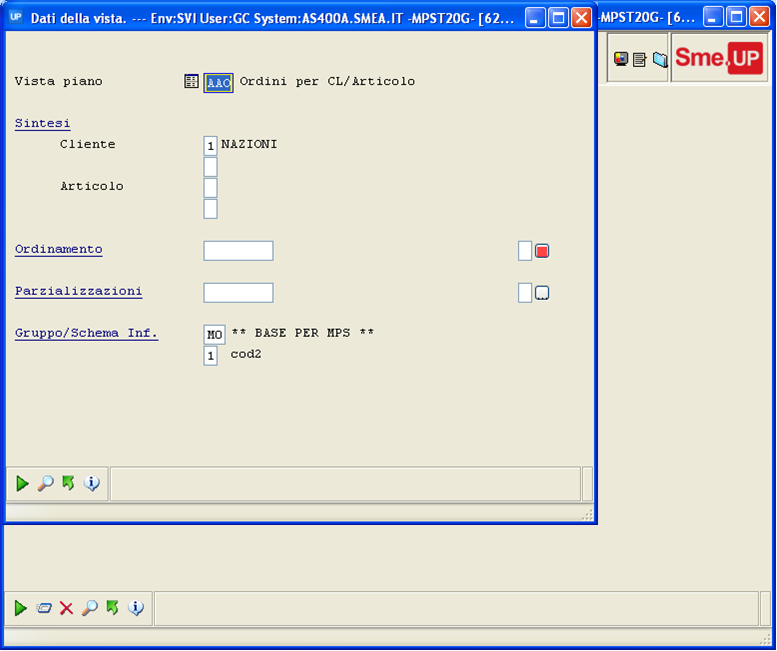 UP Dati della vista. --- Env:SVI User:GC System:AS400A.SMEA.IT -MPST20G- [62...
-MPST20G- [6...
Sme.UP
Vista piano AAO Ordini per CL/Articolo
Sintesi
Cliente 1 NAZIONI
Articolo
Ordinamento
Parzializzazioni
Gruppo/Schema Inf. MO ** BASE PER MPS **
1 cod2